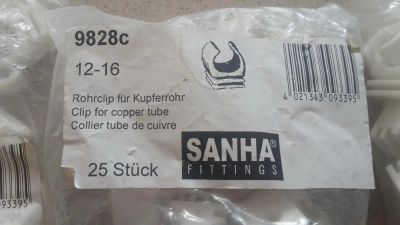 9828c
12-16
Rohrclip für Kupferrohr
Clip for copper tube
Collier tube de cuivre
25 Stück
SANHA®
FITTINGS
4 021343 093395
093395